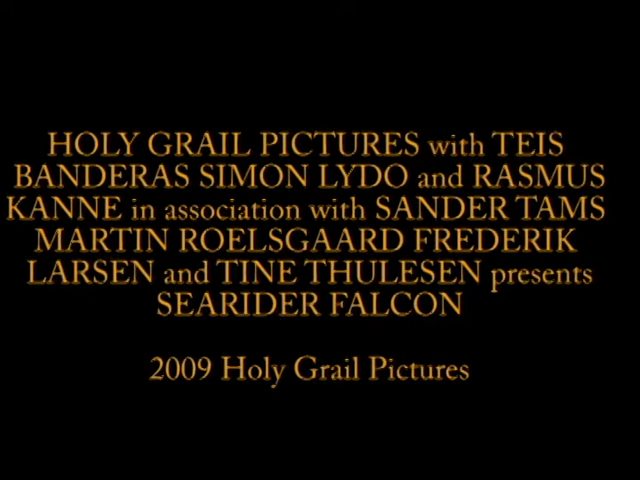 HOLY GRAIL PICTURES with TEIS
BANDERAS SIMON LYDO and RASMUS
KANNE in association with SANDER TAMS
MARTIN ROELSGAARD FREDERIK
LARSEN and TINE THULESEN presents
SEARIDER FALCON
2009 Holy Grail Pictures